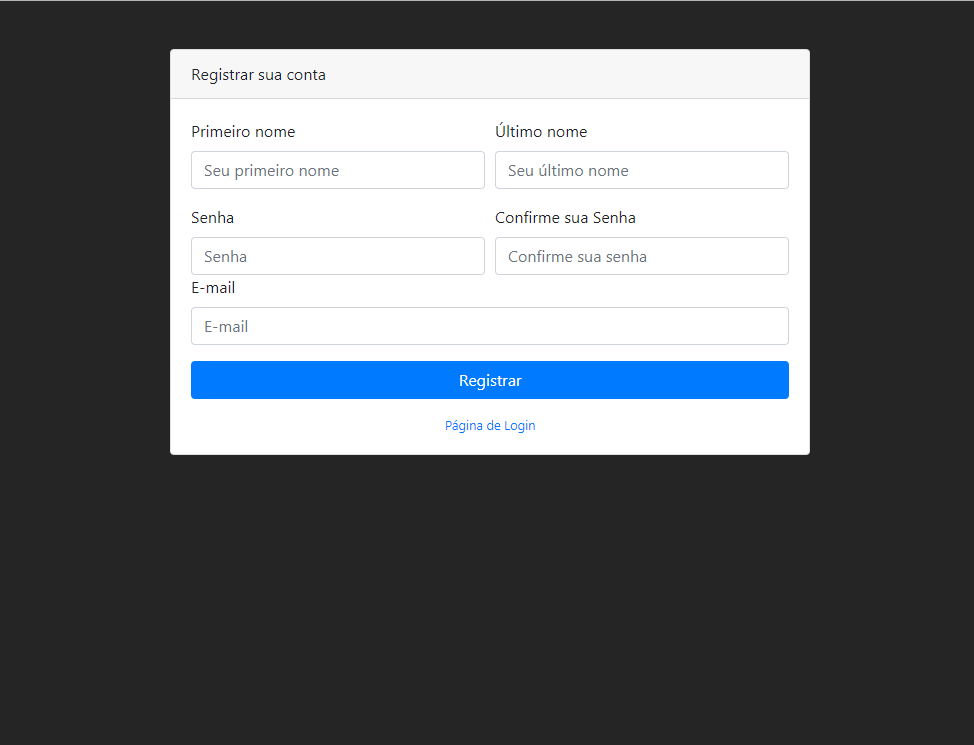 Registrar sua conta
Primeiro nome Último nome
Seu primeiro nome Seu último nome
Senha Confirme sua Senha
Senha Confirme sua senha
E-mail
E-mail
Registrar
Página de Login